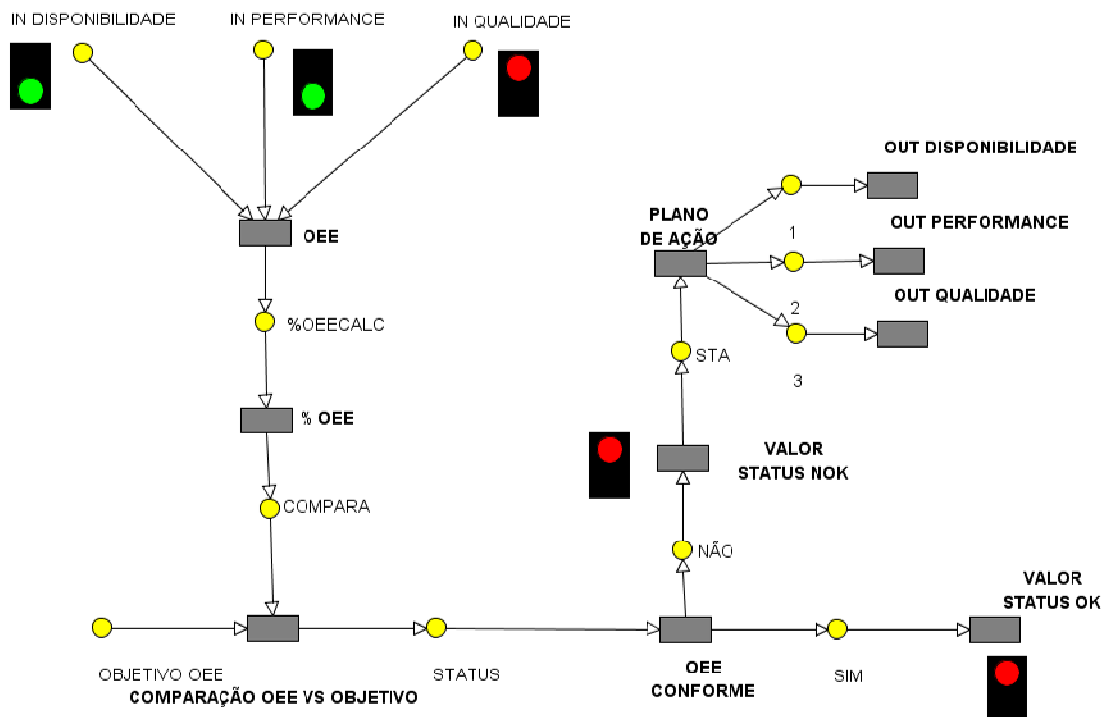 IN DISPONIBILIDADE
IN PERFORMANCE
IN QUALIDADE
OUT DISPONIBILIDADE
PLANO
DE AÇÃO
OUT PERFORMANCE
1
OEE
OUT QUALIDADE
2
%OEECALC
STA
3
% OEE
VALOR
STATUS NOK
COMPARA
NÃO
VALOR
STATUS OK
OBJETIVO OEE
STATUS
OEE
CONFORME
SIM
COMPARAÇÃO OEE VS OBJETIVO